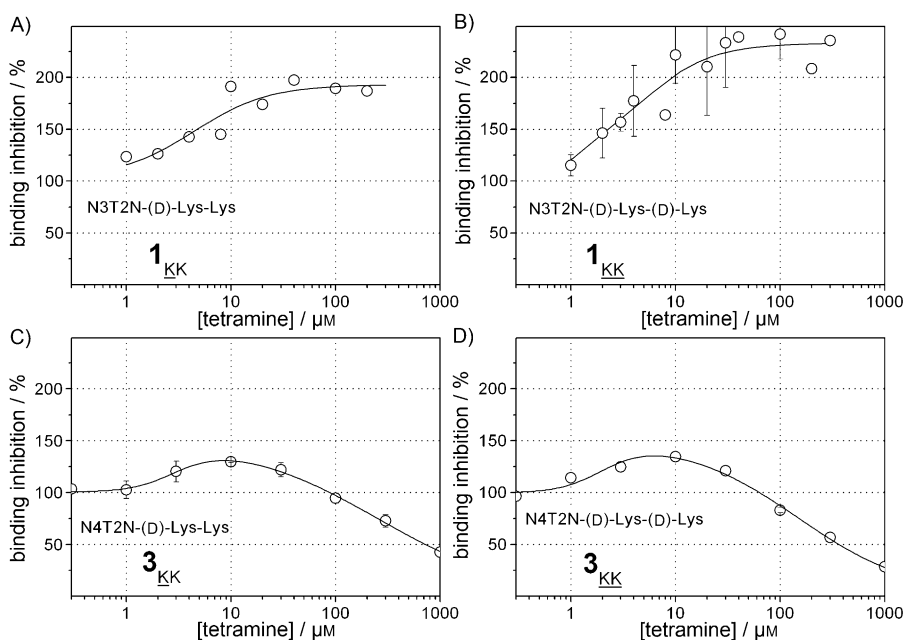 A)
binding inhibition / %
200
150
100
50
N3T2N-(D)-Lys-Lys
1KK
1 10 100 1000
[tetramine] / μM
B)
binding inhibition / %
200
150
100
50
N3T2N-(D)-Lys-(D)-Lys
1KK
1 10 100 1000
[tetramine] / μM
C)
binding inhibition / %
200
150
100
50
N4T2N-(D)-Lys-Lys
3KK
1 10 100 1000
[tetramine] / μM
D)
binding inhibition / %
200
150
100
50
N4T2N-(D)-Lys-(D)-Lys
3KK
1 10 100 1000
[tetramine] / μM